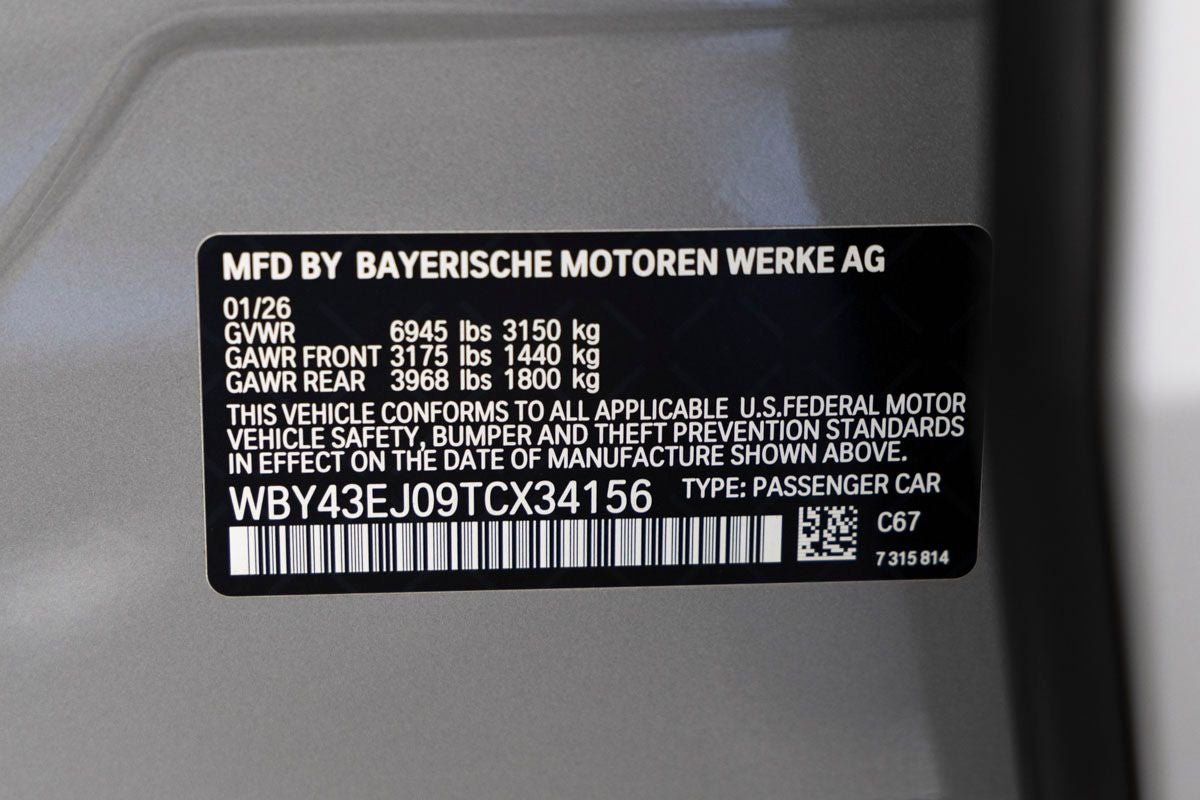 MFD BY BAYERISCHE MOTOREN WERKE AG
01/26
GVWR 6945 lbs 3150 kg
GAWR FRONT 3175 lbs 1440 kg
GAWR REAR 3968 lbs 1800 kg
THIS VEHICLE CONFORMS TO ALL APPLICABLE U.S.FEDERAL MOTOR
VEHICLE SAFETY, BUMPER AND THEFT PREVENTION STANDARDS
IN EFFECT ON THE DATE OF MANUFACTURE SHOWN ABOVE.
WBY43EJ09TCX34156 TYPE: PASSENGER CAR
C67
7 315 814